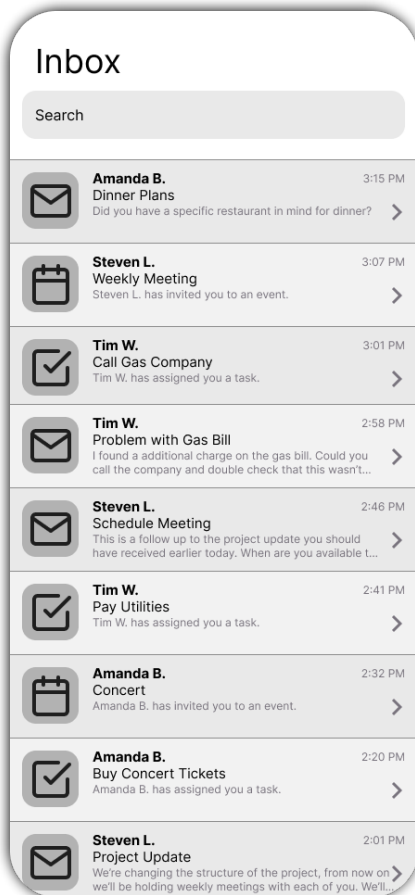 Inbox
Search
Amanda B.
3:15 PM
Dinner Plans
Did you have a specific restaurant in mind for dinner?
Steven L.
3:07 PM
Weekly Meeting
Steven L. has invited you to an event.
Tim W.
3:01 PM
Call Gas Company
Tim W. has assigned you a task.
Tim W.
2:58 PM
Problem with Gas Bill
I found a additional charge on the gas bill. Could you
call the company and double check that this wasn't...
Steven L.
2:46 PM
Schedule Meeting
This is a follow up to the project update you should
have received earlier today. When are you available t...
Tim W.
2:41 PM
Pay Utilities
Tim W. has assigned you a task.
Amanda B.
2:32 PM
Concert
Amanda B. has invited you to an event.
Amanda B.
2:20 PM
Buy Concert Tickets
Amanda B. has assigned you a task.
Steven L.
2:01 PM
Project Update
We're changing the structure of the project, from now on
we'll be holding weekly meetings with each of you. We'll...